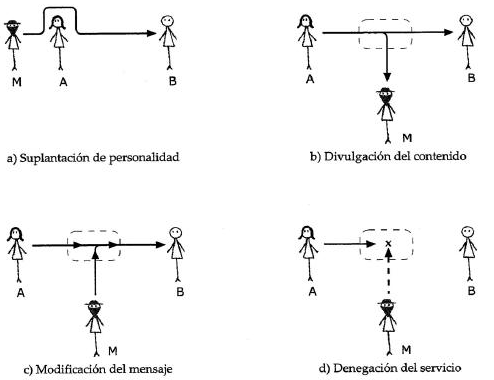 M A B
a) Suplantación de personalidad
A B
M
b) Divulgación del contenido
A B
M
c) Modificación del mensaje
A B
M
d) Denegación del servicio
x